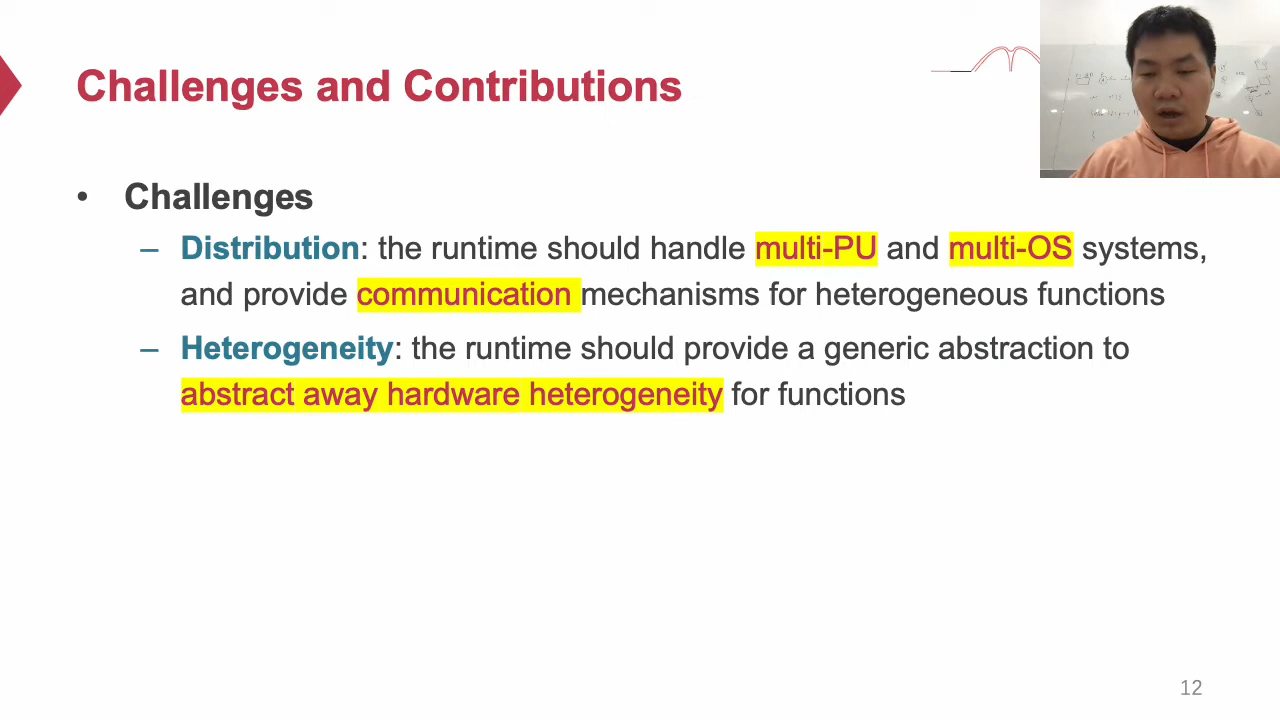 Challenges and Contributions
• Challenges
– Distribution: the runtime should handle multi-PU and multi-OS systems,
and provide communication mechanisms for heterogeneous functions
– Heterogeneity: the runtime should provide a generic abstraction to
abstract away hardware heterogeneity for functions
12